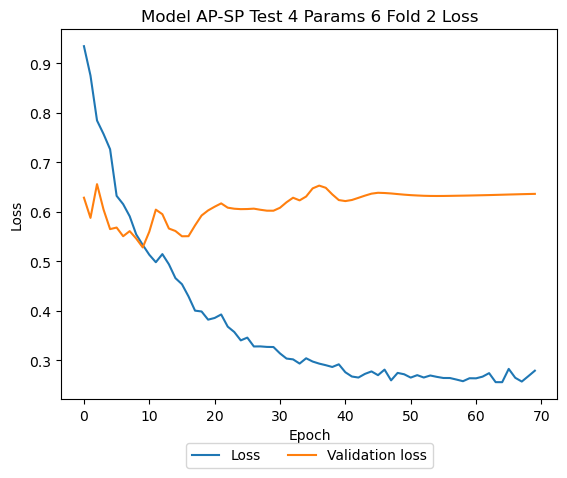 Model AP-SP Test 4 Params 6 Fold 2 Loss
Loss
0.9
0.8
0.7
0.6
0.5
0.4
0.3
0 10 20 30 40 50 60 70
Epoch
Loss Validation loss